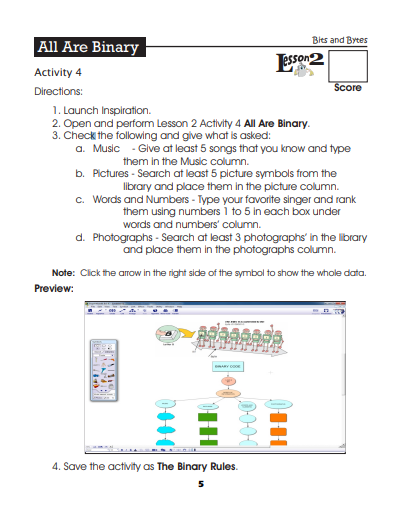 Bits and Bytes
All Are Binary
Lesson 2
Activity 4
Score
Directions:
1. Launch Inspiration.
2. Open and perform Lesson 2 Activity 4 All Are Binary.
3. Check the following and give what is asked:
a. Music - Give at least 5 songs that you know and type
them in the Music column.
b. Pictures - Search at least 5 picture symbols from the
library and place them in the picture column.
c. Words and Numbers - Type your favorite singer and rank
them using numbers 1 to 5 in each box under
words and numbers' column.
d. Photographs - Search at least 3 photographs' in the library
and place them in the photographs column.
Note: Click the arrow in the right side of the symbol to show the whole data.
Preview:
BINARY CODE
4. Save the activity as The Binary Rules.
5